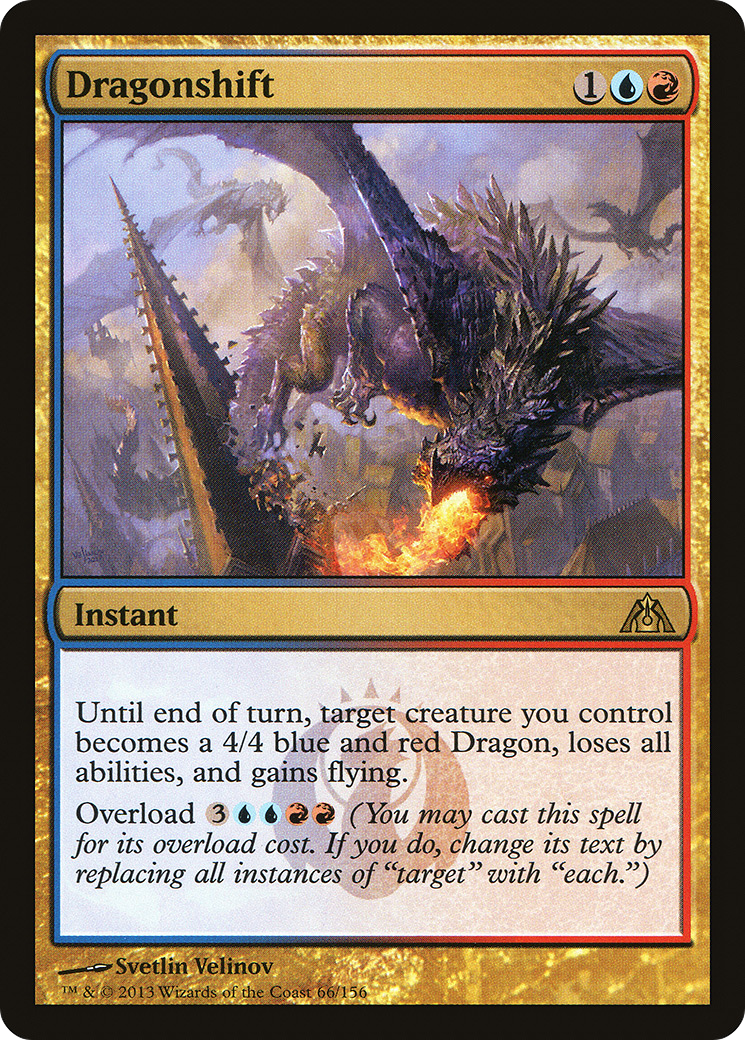 Dragonshift 1
Instant
Until end of turn, target creature you control
becomes a 4/4 blue and red Dragon, loses all
abilities, and gains flying.
Overload 3 (You may cast this spell
for its overload cost. If you do, change its text by
replacing all instances of “target” with “each.”)
Svetlin Velinov
™ & © 2013 Wizards of the Coast 66/156